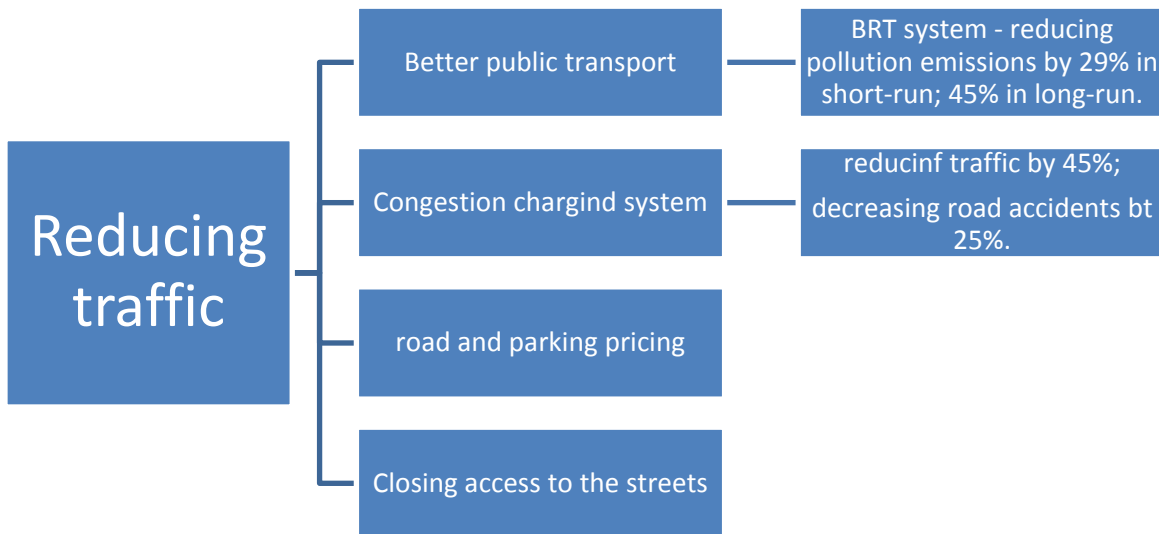 Reducing
traffic
Better public transport
BRT system - reducing
pollution emissions by 29% in
short-run; 45% in long-run.
Congestion chargind system
reducinf traffic by 45%;
decreasing road accidents bt
25%.
road and parking pricing
Closing access to the streets